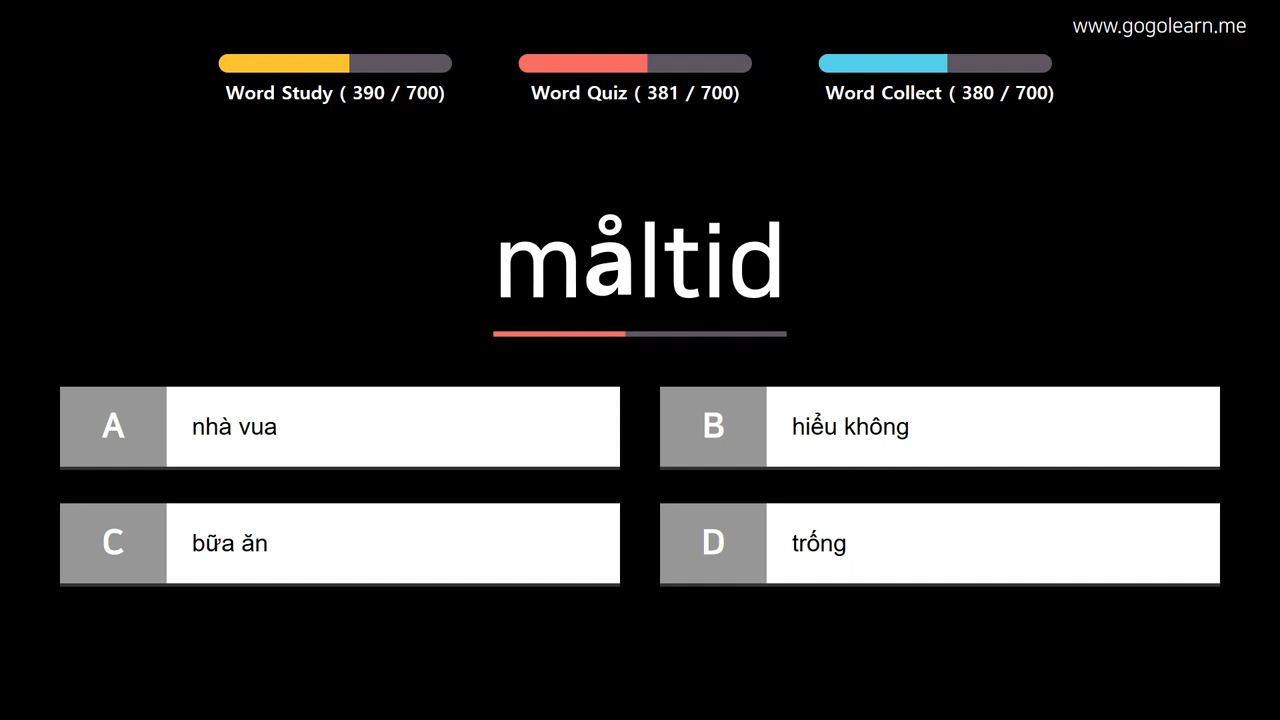 www.gogolearn.me
Word Study ( 390 / 700)
Word Quiz ( 381 / 700)
Word Collect ( 380 / 700)
måltid
A
nhà vua
B
hiểu không
C
bữa ăn
D
trống